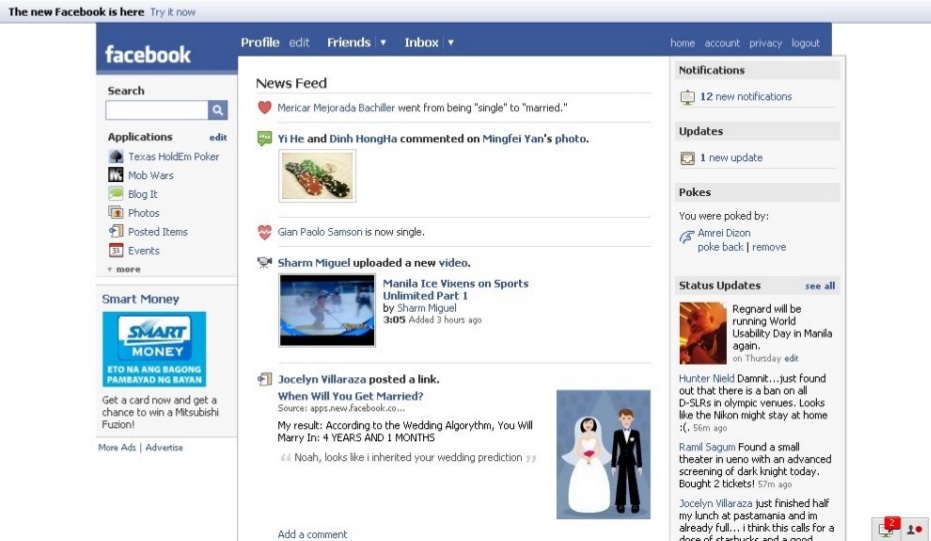 The new Facebook is here Try it now
facebook
Profile edit Friends Inbox
home account privacy logout
Search
Applications edit
Texas HoldEm Poker
Mob Wars
Blog It
Photos
Posted Items
31 Events
more
Smart Money
SMART
MONEY
ETO NA ANG BAGONG
PAMBAYAD NG BAYAN
Get a card now and get a
chance to win a Mitsubishi
Fuzion!
More Ads | Advertise
News Feed
Mericar Mejorada Bachiller went from being "single" to "married."
Yi He and Dinh HongHa commented on Mingfei Yan's photo.
Gian Paolo Samson is now single.
Sharm Miguel uploaded a new video.
Manila Ice Vixens on Sports
Unlimited Part 1
by Sharm Miguel
3:05 Added 3 hours ago
Jocelyn Villaraza posted a link.
When Will You Get Married?
Source: apps.new.facebook.co...
My result: According to the Wedding Algorythm, You Will
Marry In: 4 YEARS AND 1 MONTHS
“ Noah, looks like i inherited your wedding prediction ”
Add a comment
Notifications
12 new notifications
Updates
1 new update
Pokes
You were poked by:
Amrei Dizon
poke back | remove
Status Updates see all
Regnard will be
running World
Usability Day in Manila
again.
on Thursday edit
Hunter Nield Damnit...just found
out that there is a ban on all
D-SLRs in olympic venues. Looks
like the Nikon might stay at home
:(. 56m ago
Ramil Sagum Found a small
theater in ueno with an advanced
screening of dark knight today.
Bought 2 tickets! 57m ago
Jocelyn Villaraza just finished half
my lunch at pastamania and im
already full... i think this calls for a
dose of starbucks and a good
2